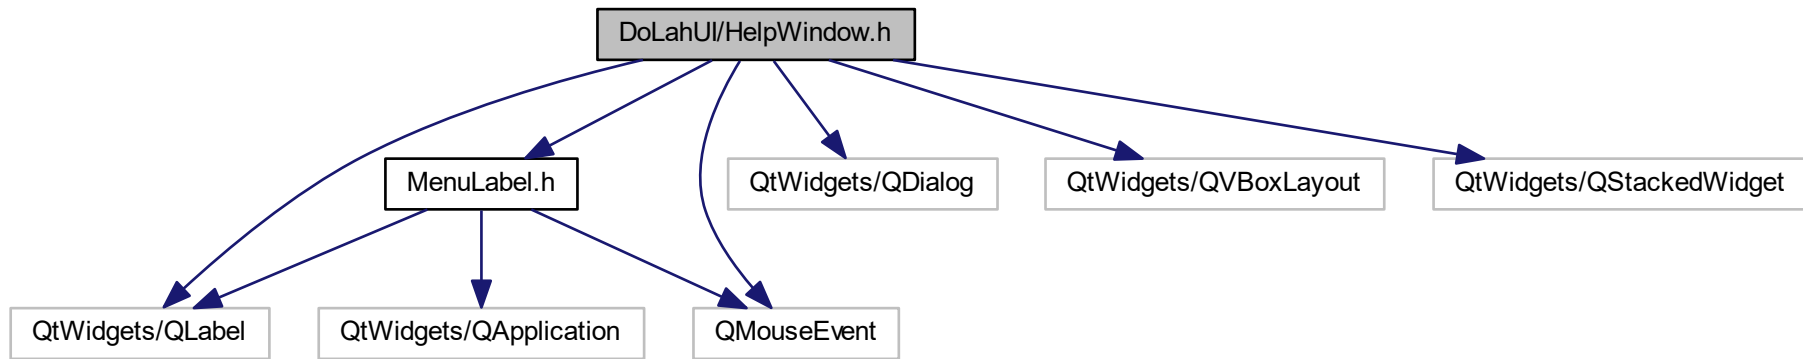 DoLahUI/HelpWindow.h
MenuLabel.h
QtWidgets/QDialog
QtWidgets/QVBoxLayout
QtWidgets/QStackedWidget
QtWidgets/QLabel
QtWidgets/QApplication
QMouseEvent